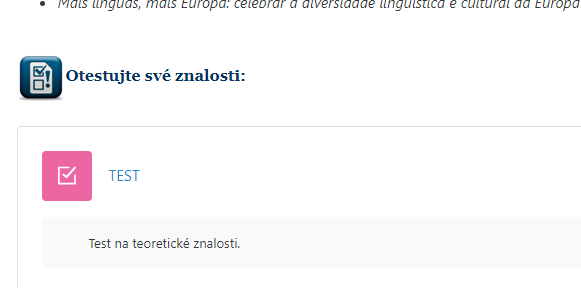 Mais línguas, mais Europa: celebrar a diversidade linguística e cultural da Europa
Otestujte své znalosti:
TEST
Test na teoretické znalosti.